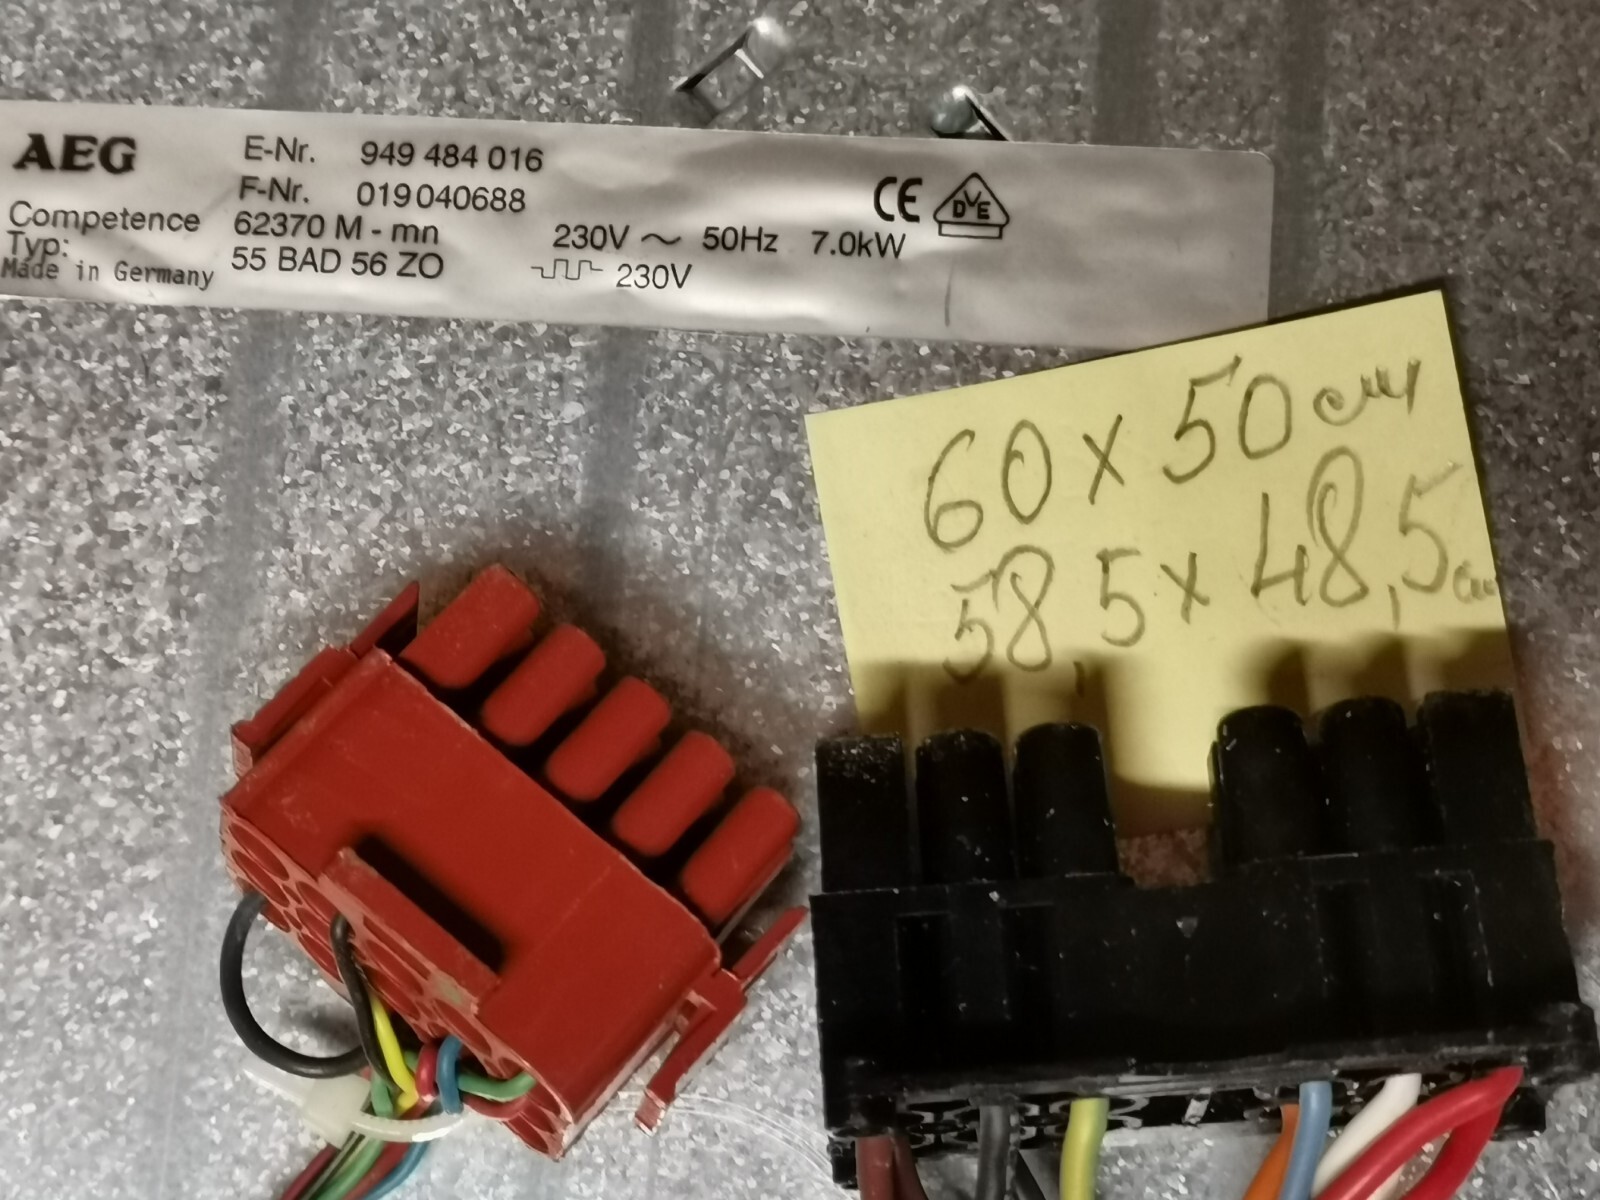 AEG E-Nr. 949 484 016
F-Nr. 019040688
Competence 62370 M - mn 230V ~ 50Hz 7.0kW CE DVE
Typ: 55 BAD 56 ZO 230V
Made in Germany
60 x 50 см
58,5 x 48,5 см